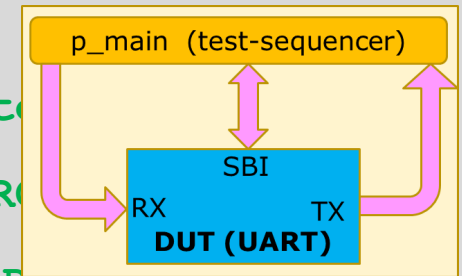 p_main (test-sequencer)
SBI
RX TX
DUT (UART)